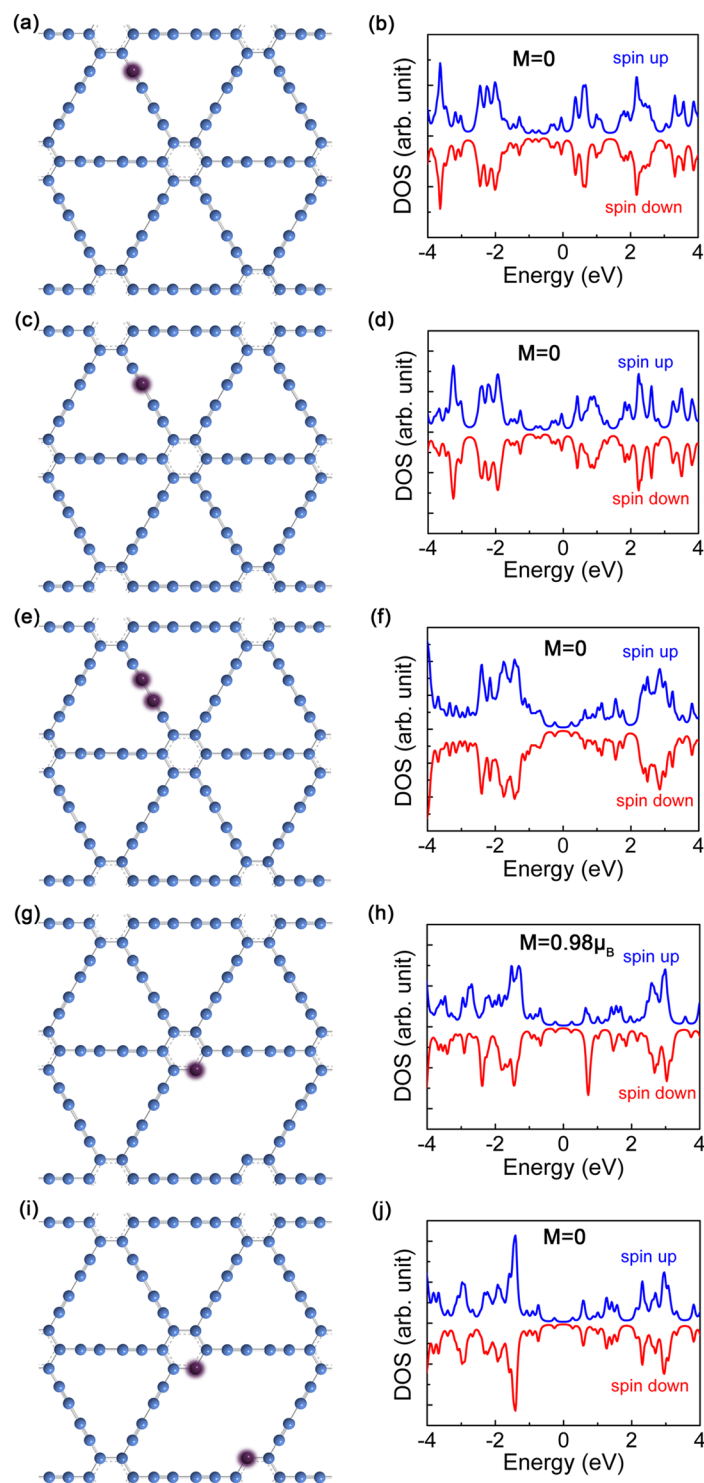 (a)
(b)
M=0
spin up
spin down
DOS (arb. unit)
-4 -2 0 2 4
Energy (eV)
(c)
(d)
M=0
spin up
spin down
DOS (arb. unit)
-4 -2 0 2 4
Energy (eV)
(e)
(f)
M=0
spin up
spin down
DOS (arb. unit)
-4 -2 0 2 4
Energy (eV)
(g)
(h)
M=0.98μB
spin up
spin down
DOS (arb. unit)
-4 -2 0 2 4
Energy (eV)
(i)
(j)
M=0
spin up
spin down
DOS (arb. unit)
-4 -2 0 2 4
Energy (eV)